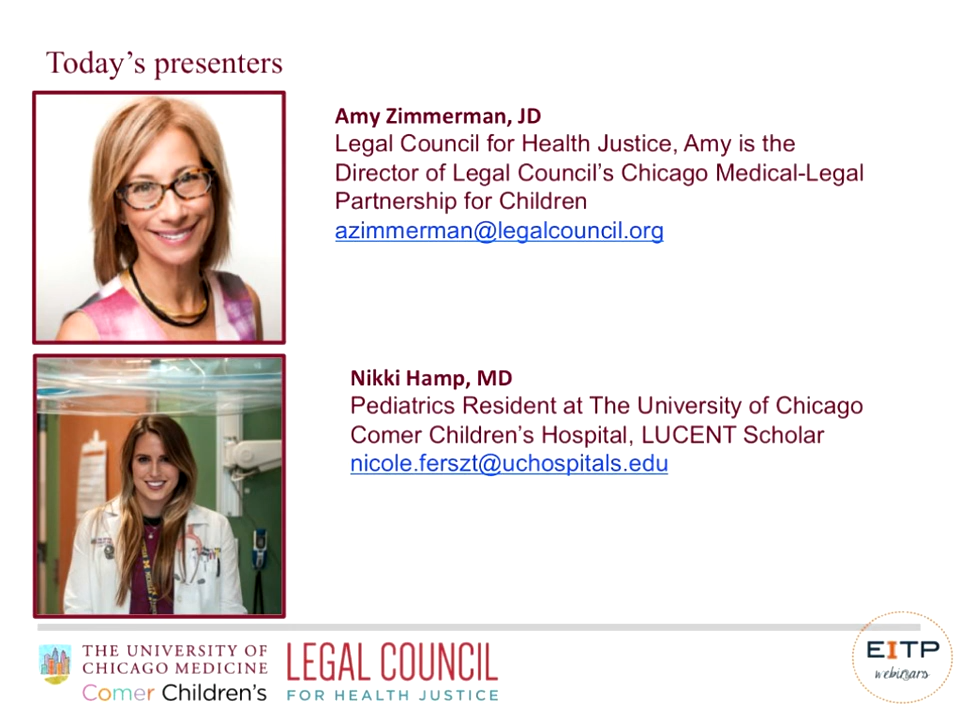 Today’s presenters
Amy Zimmerman, JD
Legal Council for Health Justice, Amy is the
Director of Legal Council’s Chicago Medical-Legal
Partnership for Children
azimmerman@legalcouncil.org
Nikki Hamp, MD
Pediatrics Resident at The University of Chicago
Comer Children’s Hospital, LUCENT Scholar
nicole.ferszt@uchospitals.edu
THE UNIVERSITY OF
CHICAGO MEDICINE
Comer Children’s
LEGAL COUNCIL
FOR HEALTH JUSTICE
EITP
webinars